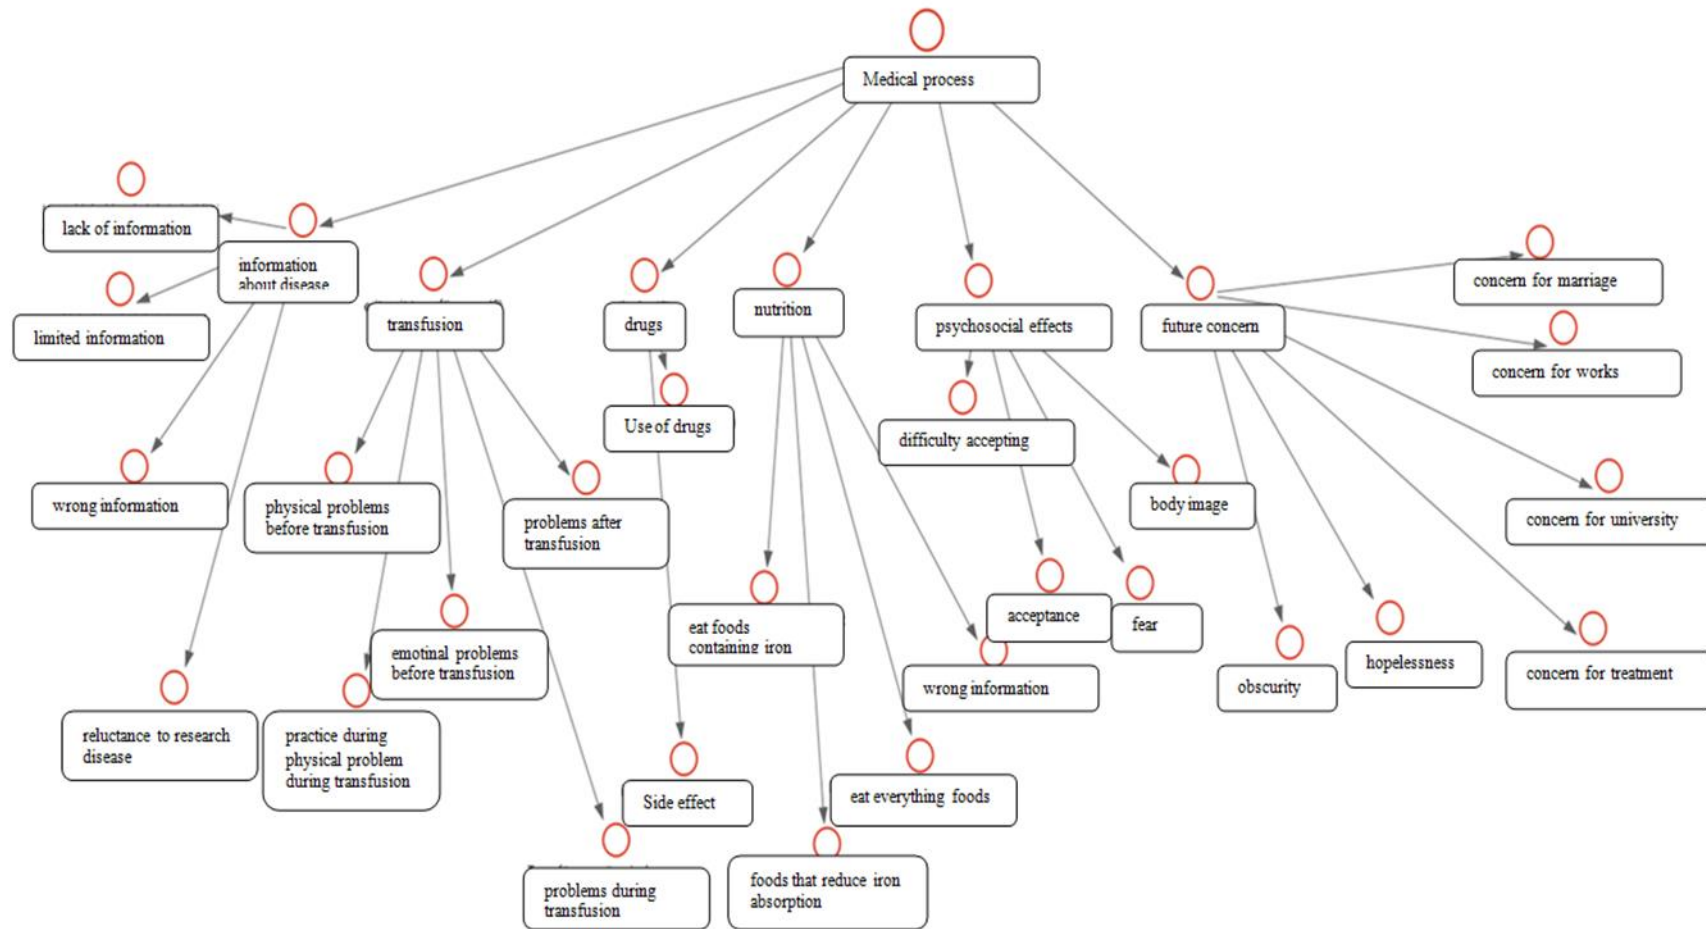 Medical process
lack of information
information
about disease
limited information
transfusion
drugs
nutrition
psychosocial effects
future concern
concern for marriage
concern for works
Use of drugs
difficulty accepting
wrong information
physical problems
before transfusion
problems after
transfusion
body image
concern for university
eat foods
containing iron
acceptance
fear
emotinal problems
before transfusion
wrong information
obscurity
hopelessness
concern for treatment
reluctance to research
disease
practice during
physical problem
during transfusion
Side effect
eat everything foods
problems during
transfusion
foods that reduce iron
absorption